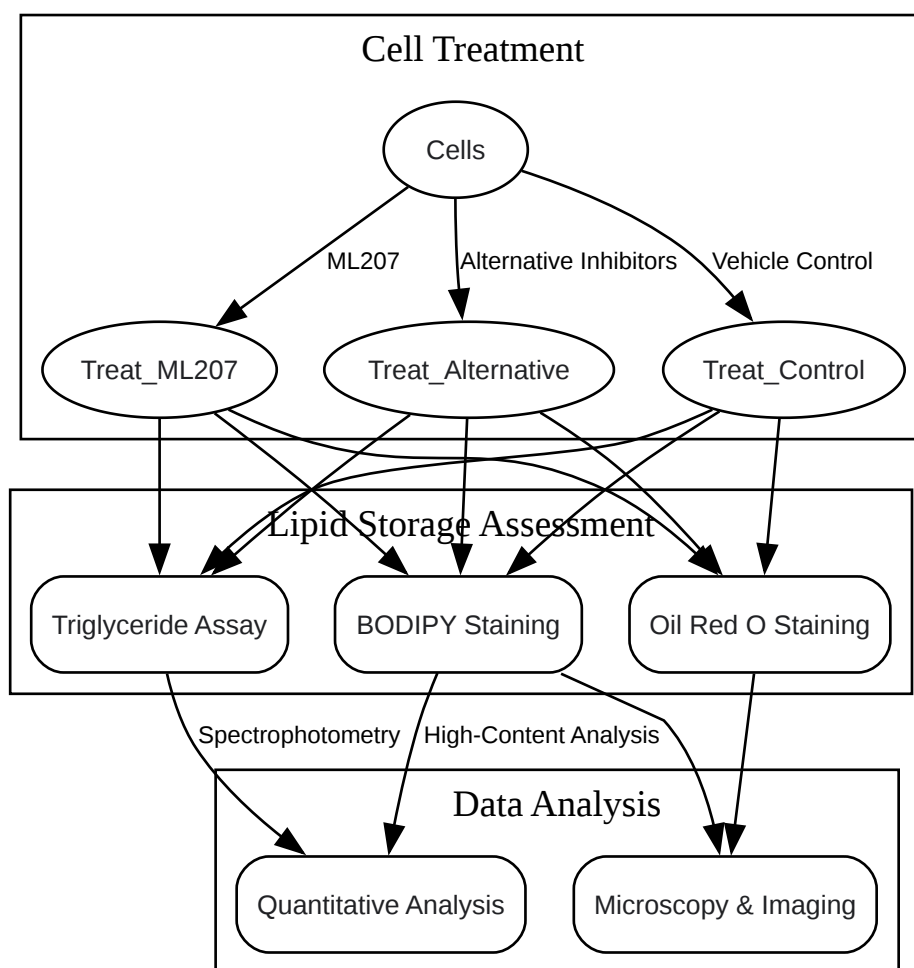 Cell Treatment
Cells
ML207
Alternative Inhibitors
Vehicle Control
Treat_ML207
Treat_Alternative
Treat_Control
Lipid Storage Assessment
Triglyceride Assay
BODIPY Staining
Oil Red O Staining
Spectrophotometry
High-Content Analysis
Data Analysis
Quantitative Analysis
Microscopy & Imaging